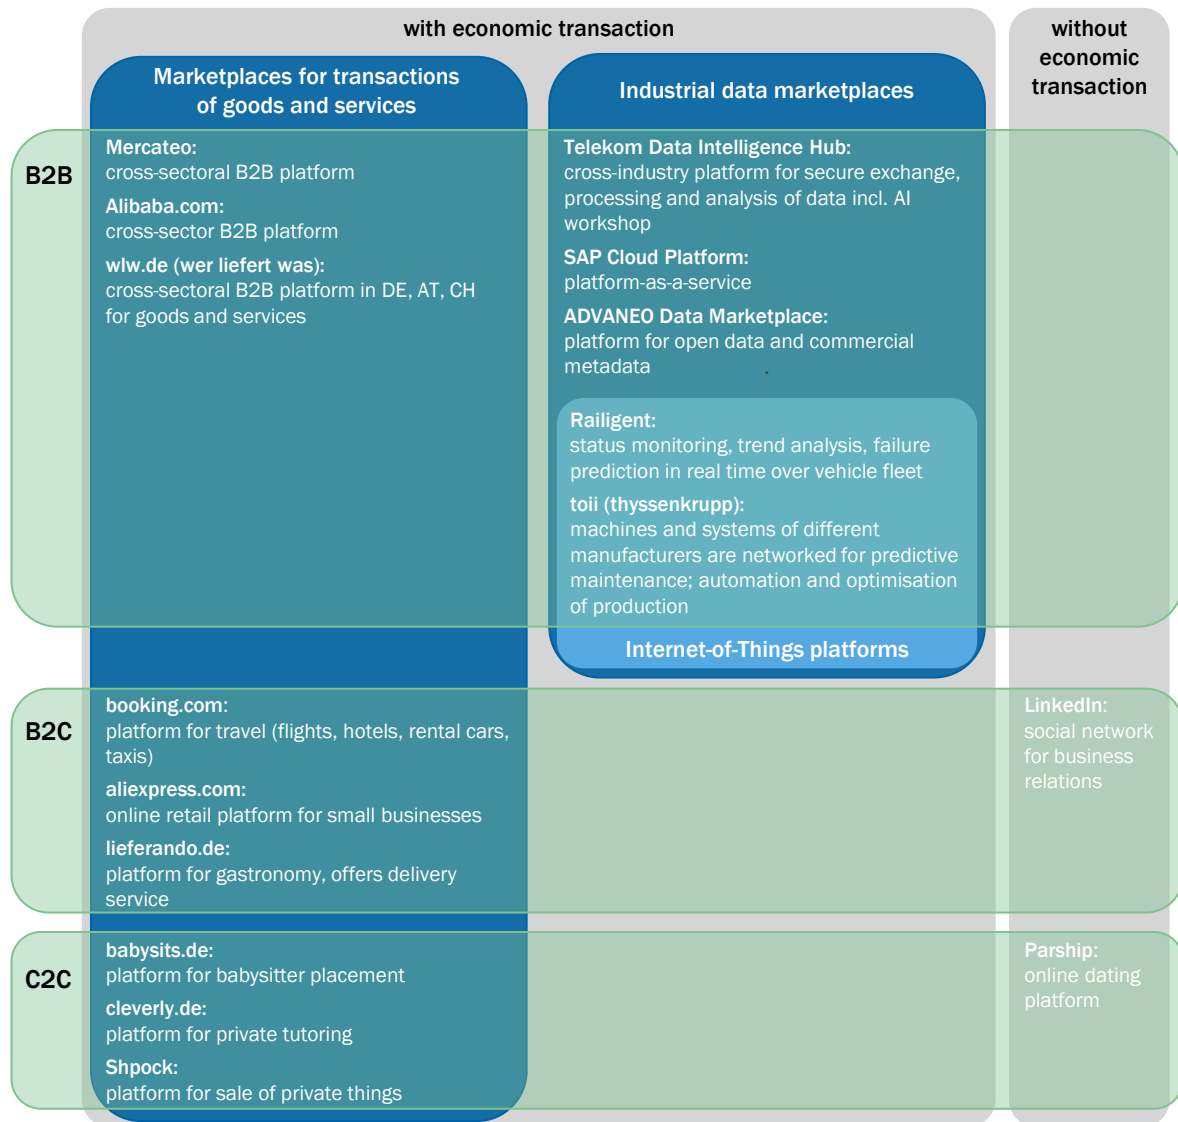 with economic transaction
without
economic
transaction
Marketplaces for transactions
of goods and services
Industrial data marketplaces
B2B
Mercateo:
cross-sectoral B2B platform
Alibaba.com:
cross-sector B2B platform
wlw.de (wer liefert was):
cross-sectoral B2B platform in DE, AT, CH
for goods and services
Telekom Data Intelligence Hub:
cross-industry platform for secure exchange,
processing and analysis of data incl. AI
workshop
SAP Cloud Platform:
platform-as-a-service
ADVANEO Data Marketplace:
platform for open data and commercial
metadata
Railigent:
status monitoring, trend analysis, failure
prediction in real time over vehicle fleet
toii (thyssenkrupp):
machines and systems of different
manufacturers are networked for predictive
maintenance; automation and optimisation
of production
Internet-of-Things platforms
B2C
booking.com:
platform for travel (flights, hotels, rental cars,
taxis)
aliexpress.com:
online retail platform for small businesses
lieferando.de:
platform for gastronomy, offers delivery
service
LinkedIn:
social network
for business
relations
C2C
babysits.de:
platform for babysitter placement
cleverly.de:
platform for private tutoring
Shpock:
platform for sale of private things
Parship:
online dating
platform